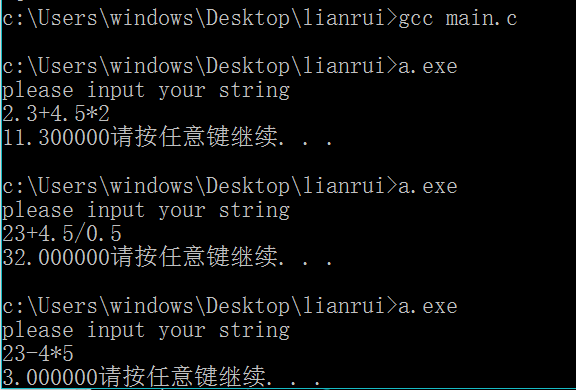 c:\Users\windows\Desktop\lianrui>gcc main.c
c:\Users\windows\Desktop\lianrui>a.exe
please input your string
2.3+4.5*2
11.300000请按任意键继续. . .
c:\Users\windows\Desktop\lianrui>a.exe
please input your string
23+4.5/0.5
32.000000请按任意键继续. . .
c:\Users\windows\Desktop\lianrui>a.exe
please input your string
23-4*5
3.000000请按任意键继续. . .